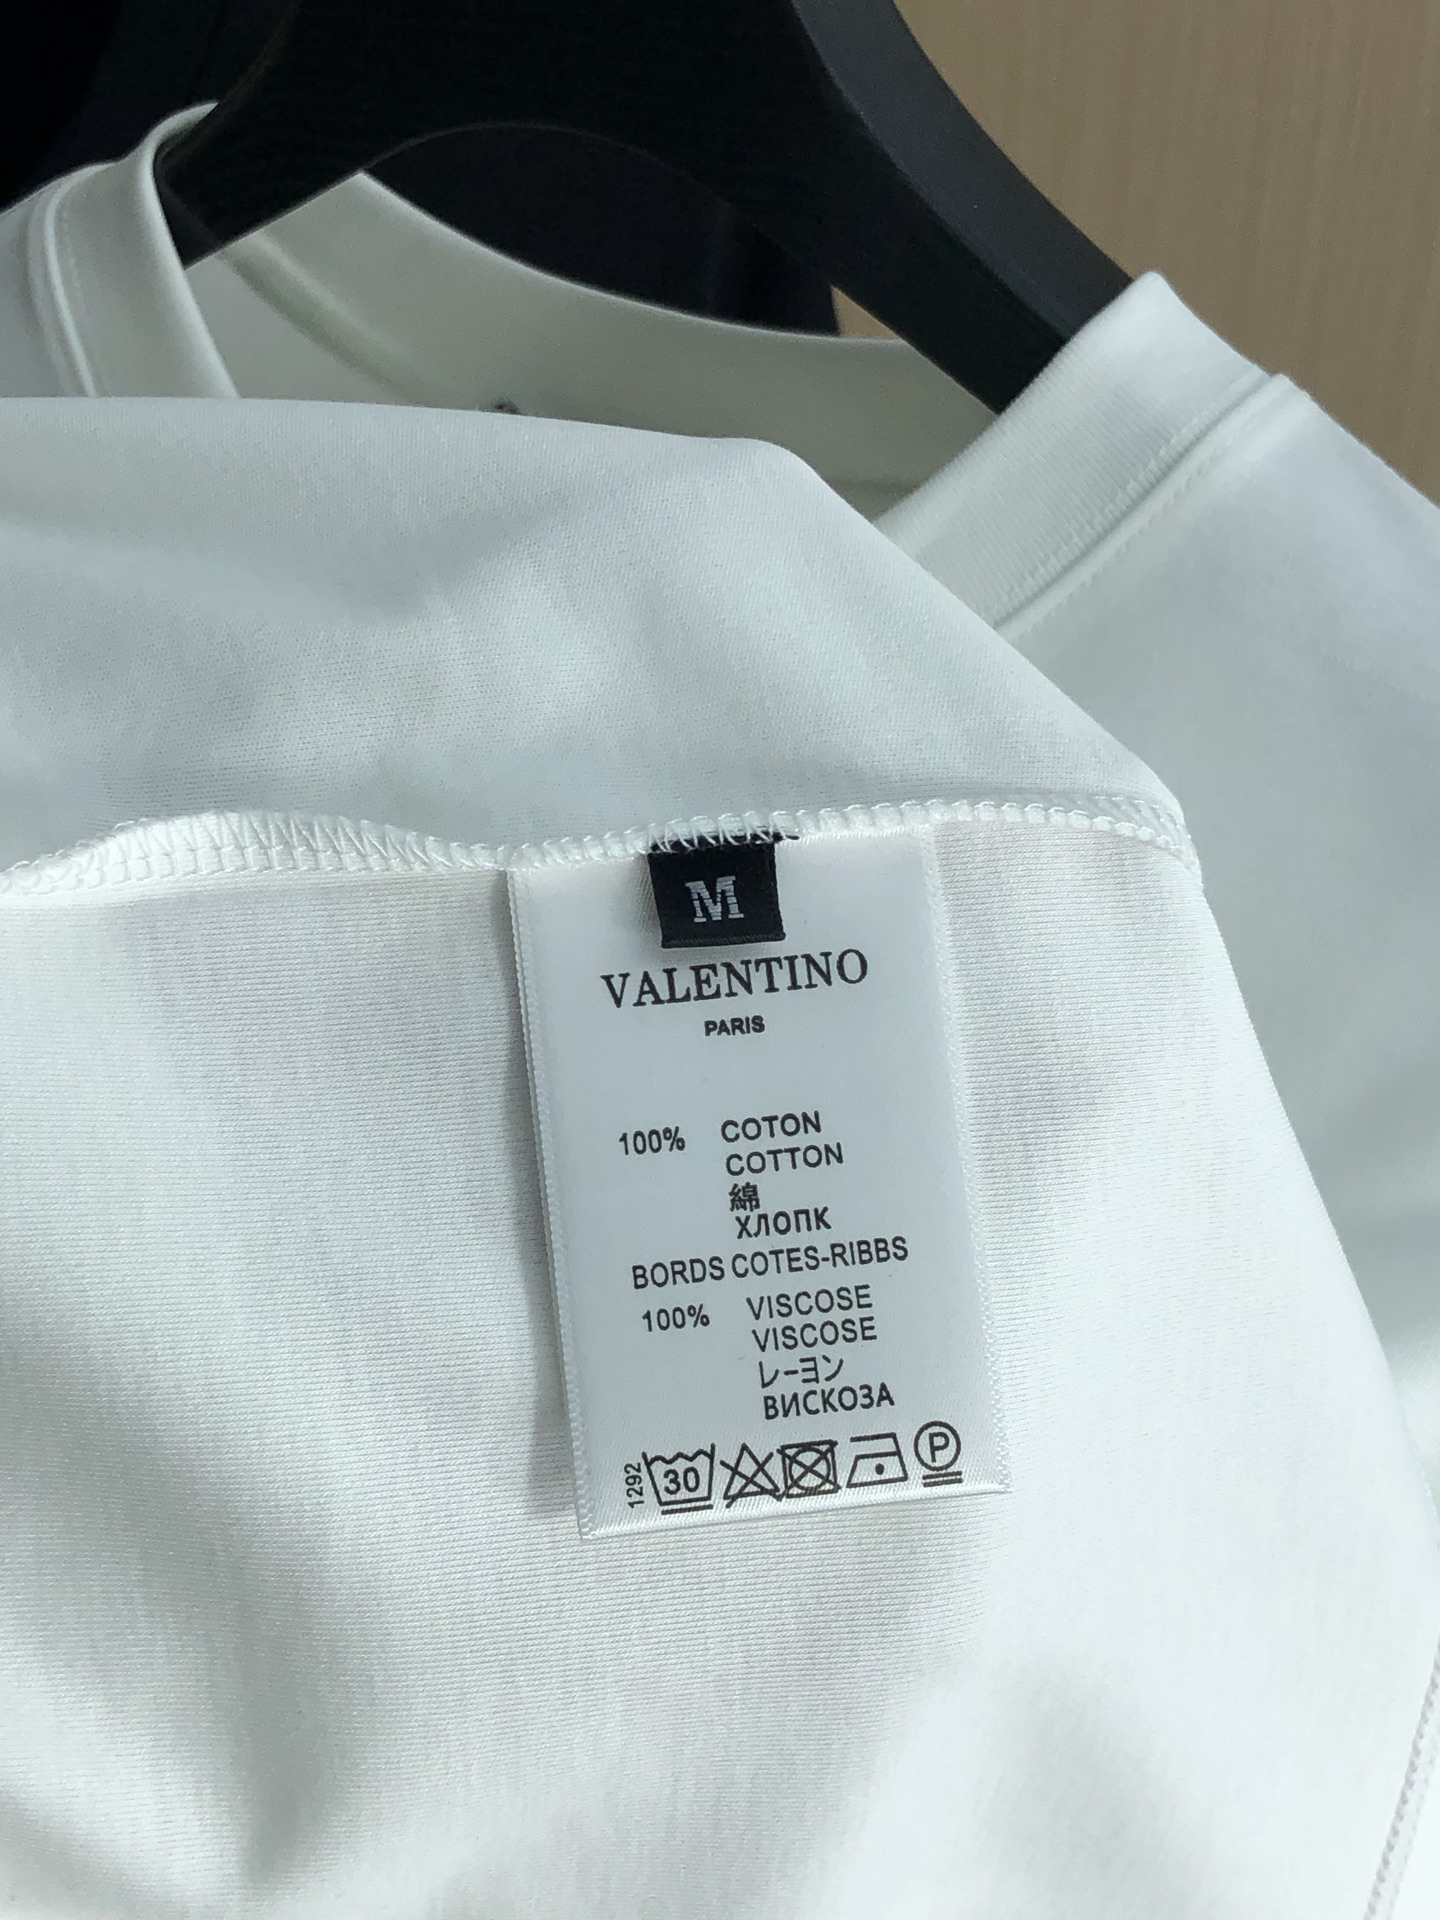 M
VALENTINO
PARIS
100% COTON
COTTON
綿
ХЛОПК
BORDS COTES-RIBBS
100% VISCOSE
VISCOSE
レーヨン
ВИСКОЗА
1292 30 P